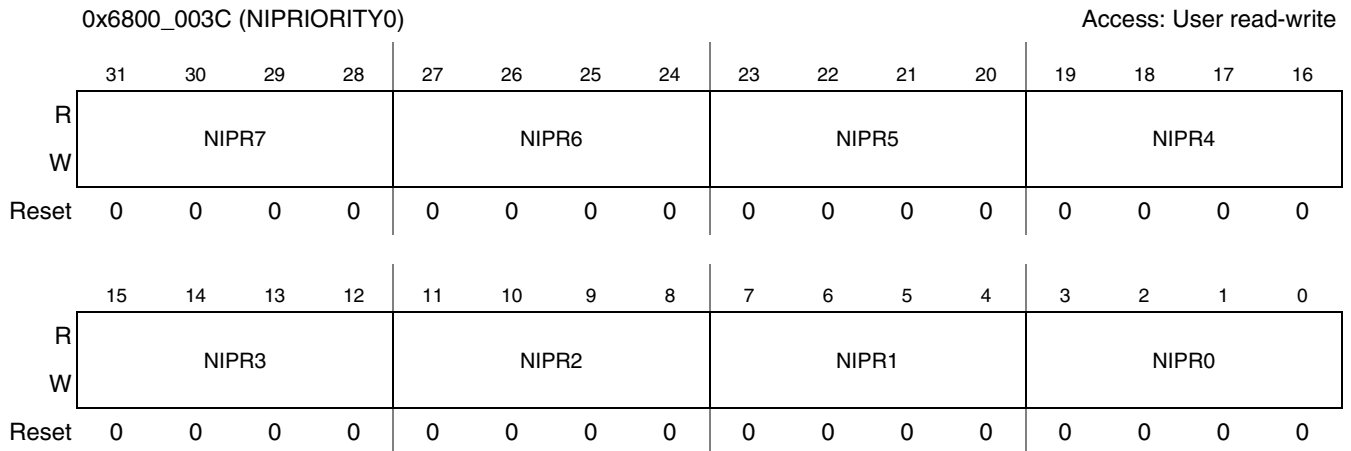 0x6800_003C (NIPRIORITY0) Access: User read-write
31 30 29 28 27 26 25 24 23 22 21 20 19 18 17 16
R
NIPR7 NIPR6 NIPR5 NIPR4
W
Reset 0 0 0 0 0 0 0 0 0 0 0 0 0 0 0 0
15 14 13 12 11 10 9 8 7 6 5 4 3 2 1 0
R
NIPR3 NIPR2 NIPR1 NIPR0
W
Reset 0 0 0 0 0 0 0 0 0 0 0 0 0 0 0 0